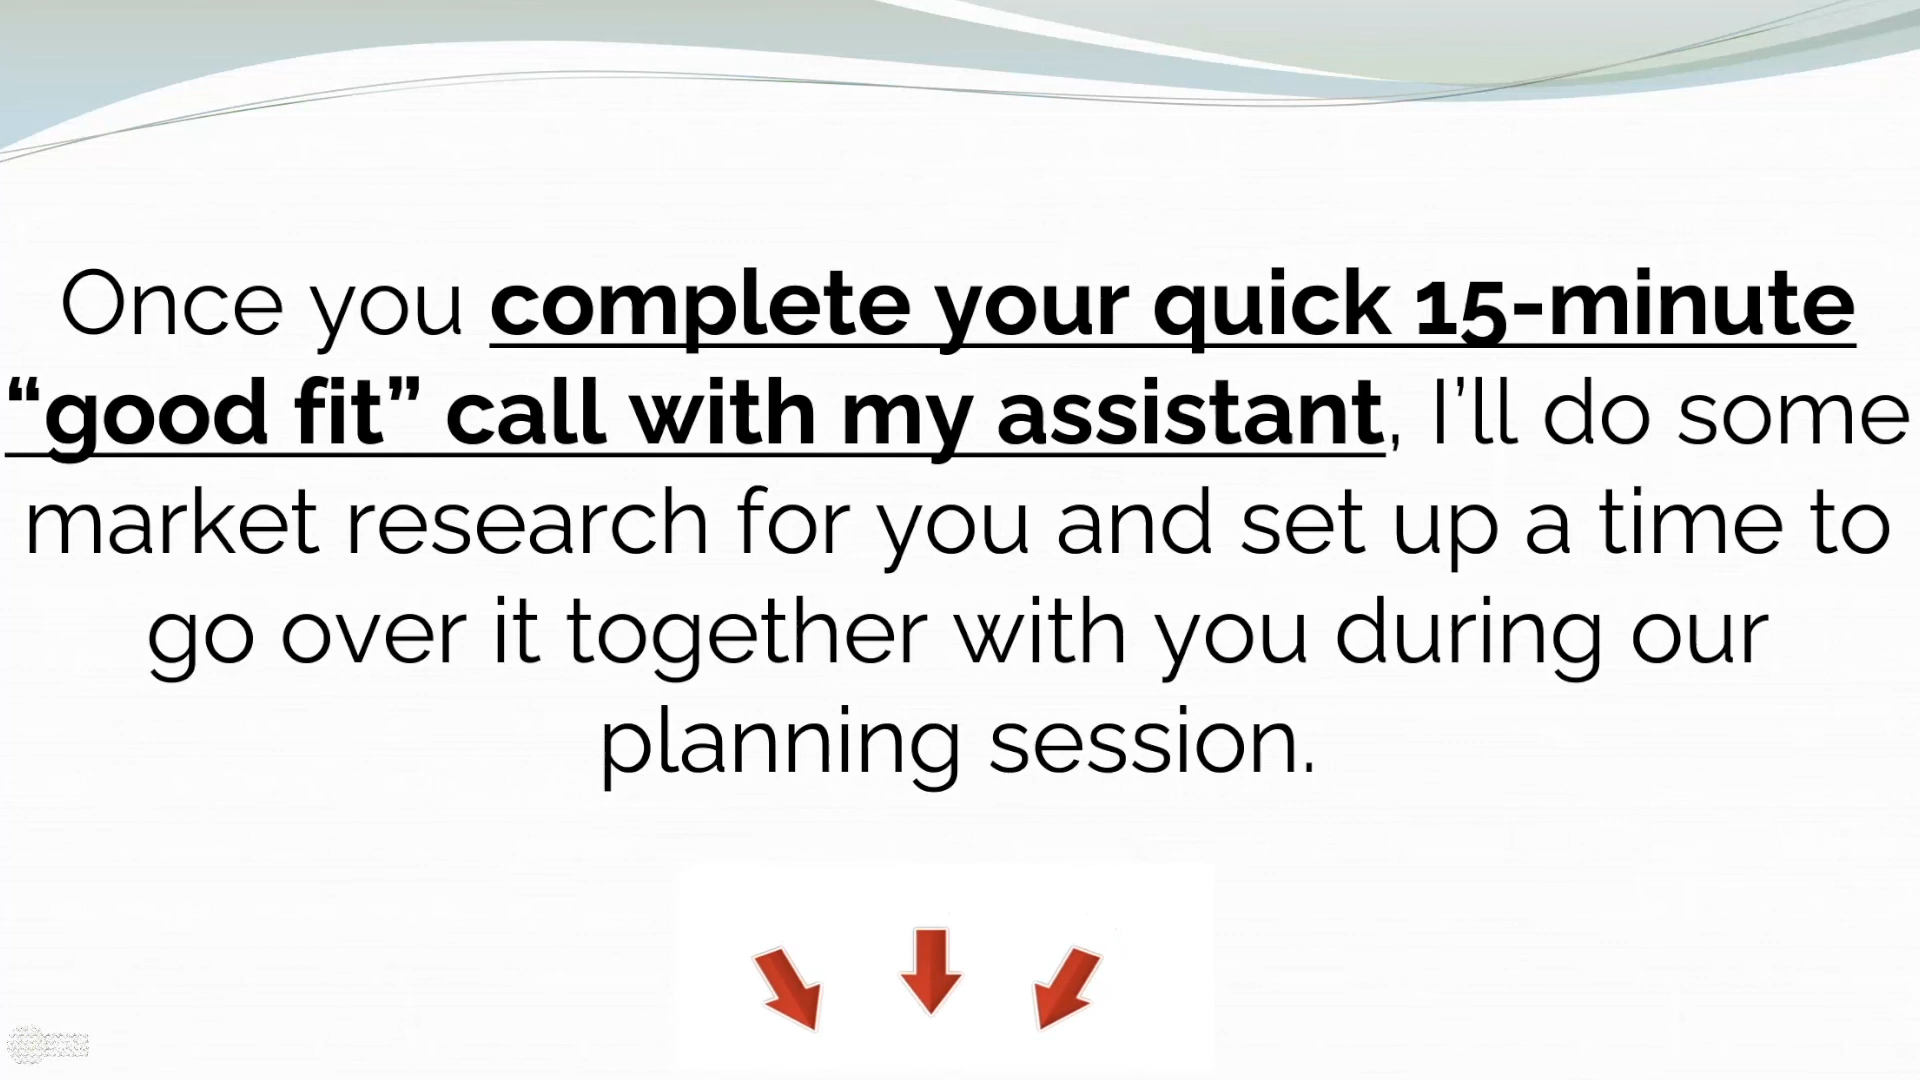 Once you complete your quick 15-minute
“good fit” call with my assistant, I’ll do some
market research for you and set up a time to
go over it together with you during our
planning session.